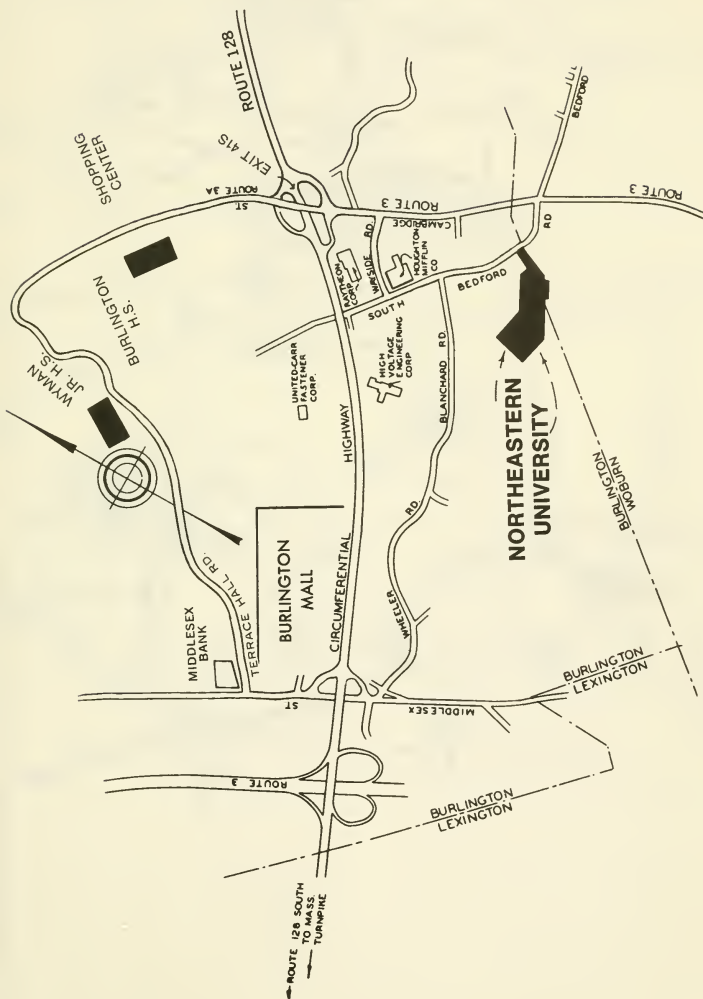 ROUTE 128
SHOPPING
CENTER
EXIT 41S
ROUTE 3A
ST.
BURLINGTON
H.S.
WYMAN
JR. H.S.
RAYTHEON
CORP.
WAYSIDE RD.
HOUGHTON
MIFFLIN
CO
CAMBRIDGE
ROUTE 3
BEDFORD
ROUTE 3
RD
BEDFORD
SOUTH
UNITED-CARR
FASTENER
CORP.
HIGH
VOLTAGE
ENGINEERING
CORP
BLANCHARD RD.
HIGHWAY
CIRCUMFERENTIAL
BURLINGTON
MALL
TERRACE HALL RD.
MIDDLESEX
BANK
WHEELER RD.
NORTHEASTERN
UNIVERSITY
BURLINGTON
WOBURN
BURLINGTON
LEXINGTON
MIDDLESEX
ST
ROUTE 3
BURLINGTON
LEXINGTON
ROUTE 128 SOUTH
TO MASS.
TURNPIKE